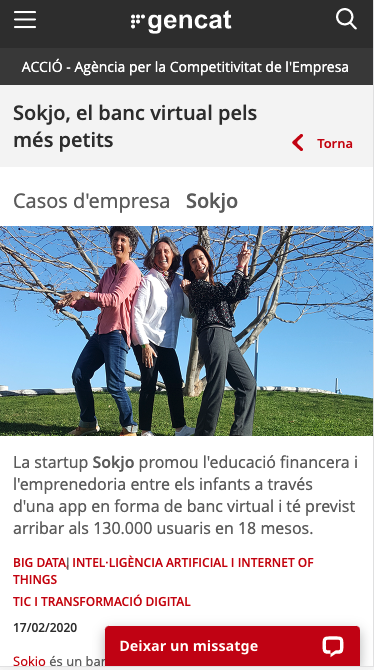 gencat
ACCIÓ - Agència per la Competitivitat de l'Empresa
Sokjo, el banc virtual pels
més petits
Torna
Casos d'empresa Sokjo
La startup Sokjo promou l'educació financera i
l'emprenedoria entre els infants a través
d'una app en forma de banc virtual i té previst
arribar als 130.000 usuaris en 18 mesos.
BIG DATA| INTEL·LIGÈNCIA ARTIFICIAL I INTERNET OF
THINGS
TIC I TRANSFORMACIÓ DIGITAL
17/02/2020
Deixar un missatge
Sokjo és un ban